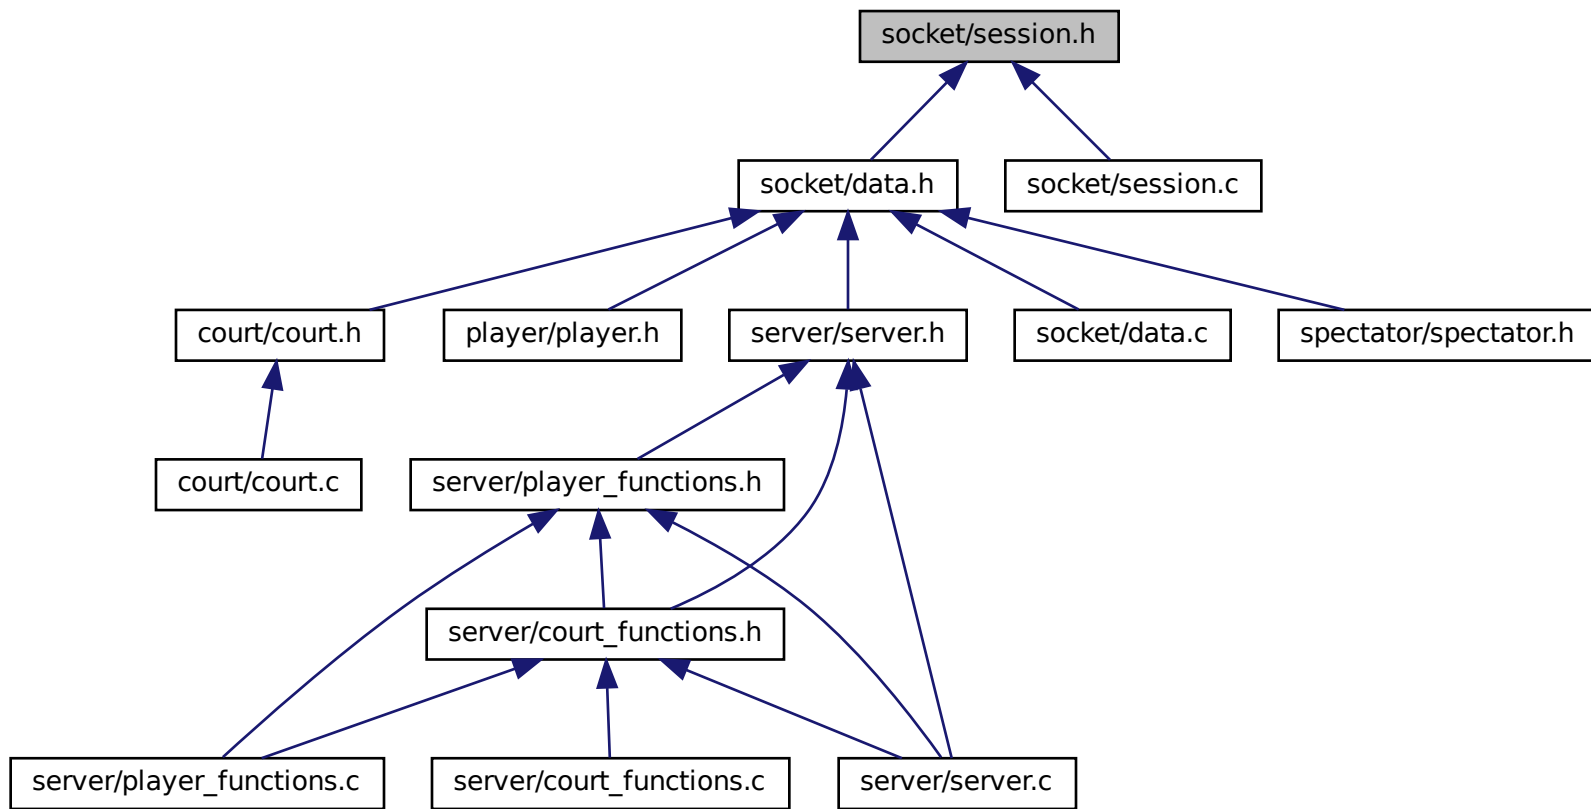 socket/session.h
socket/data.h
socket/session.c
court/court.h
player/player.h
server/server.h
socket/data.c
spectator/spectator.h
court/court.c
server/player_functions.h
server/court_functions.h
server/player_functions.c
server/court_functions.c
server/server.c